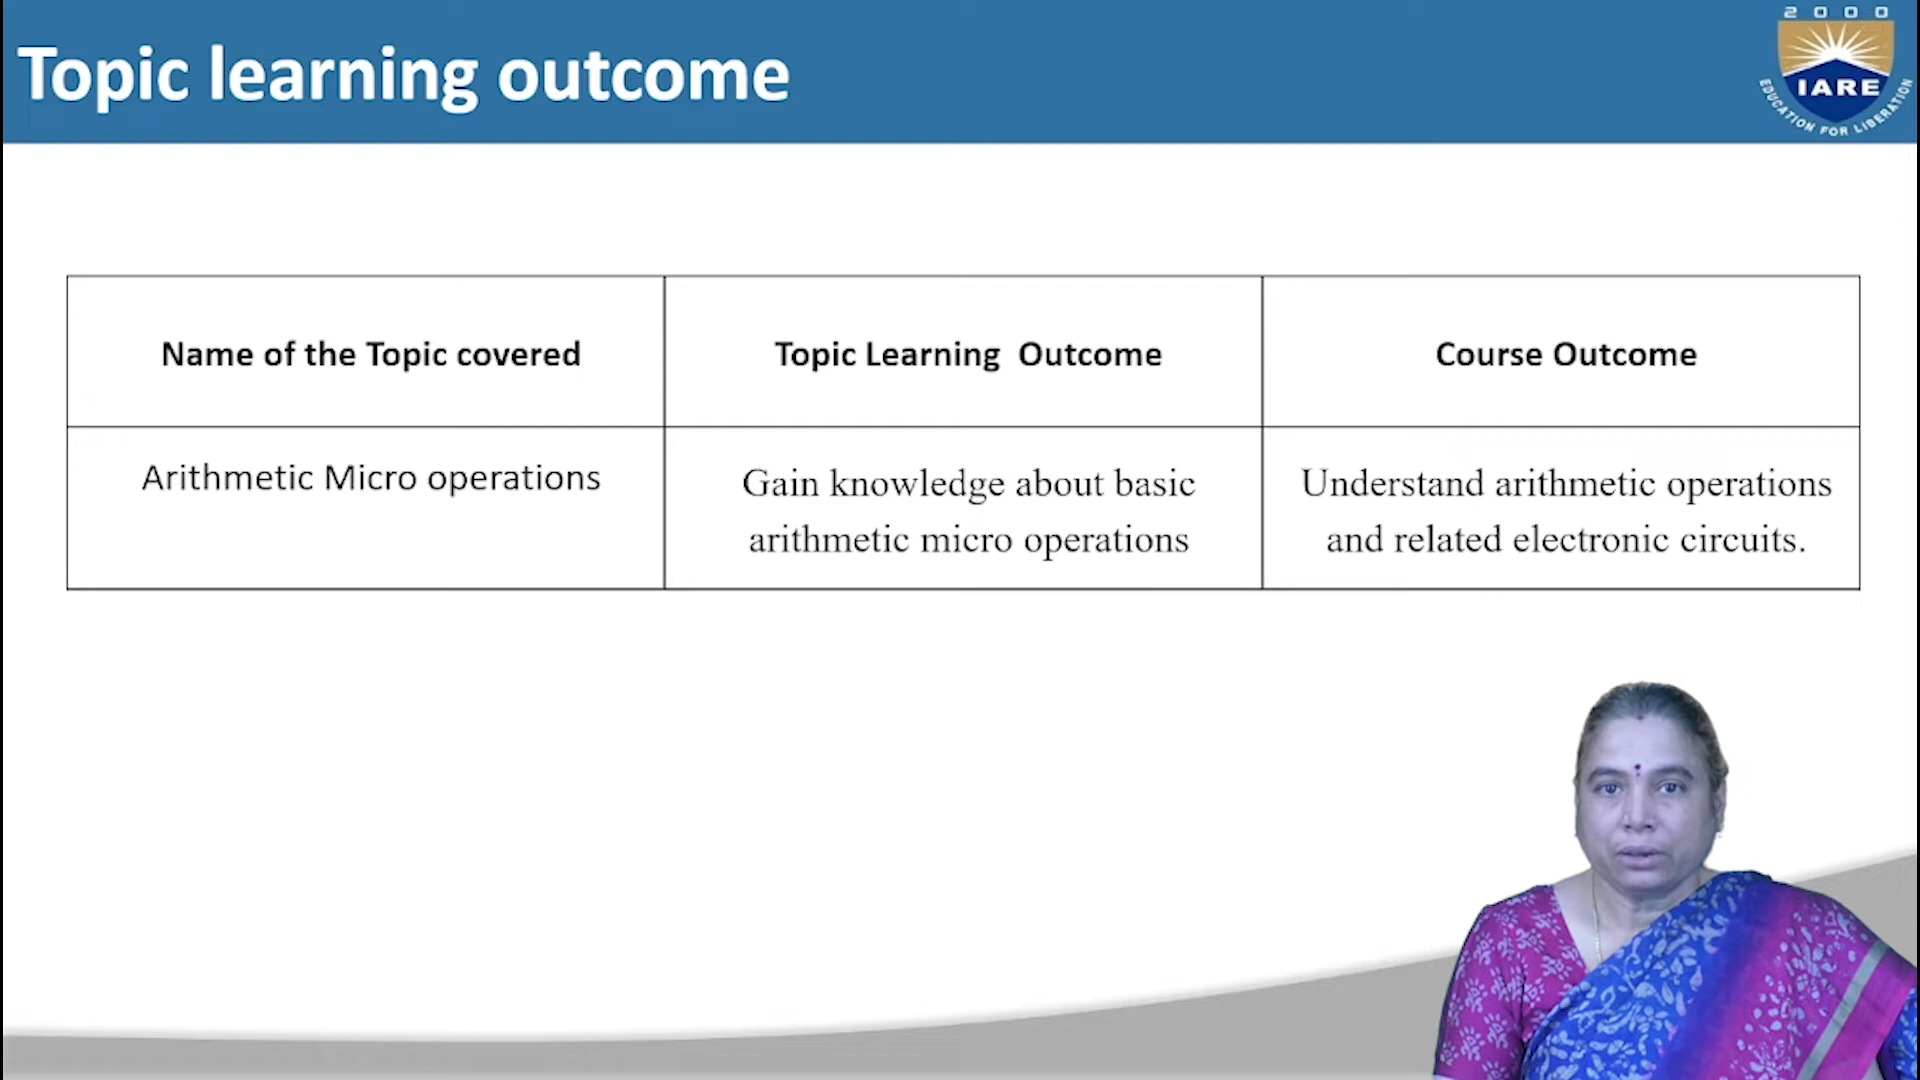 Topic learning outcome
2000
IARE
EDUCATION FOR LIBERATION
Name of the Topic covered
Topic Learning Outcome
Course Outcome
Arithmetic Micro operations
Gain knowledge about basic
arithmetic micro operations
Understand arithmetic operations
and related electronic circuits.